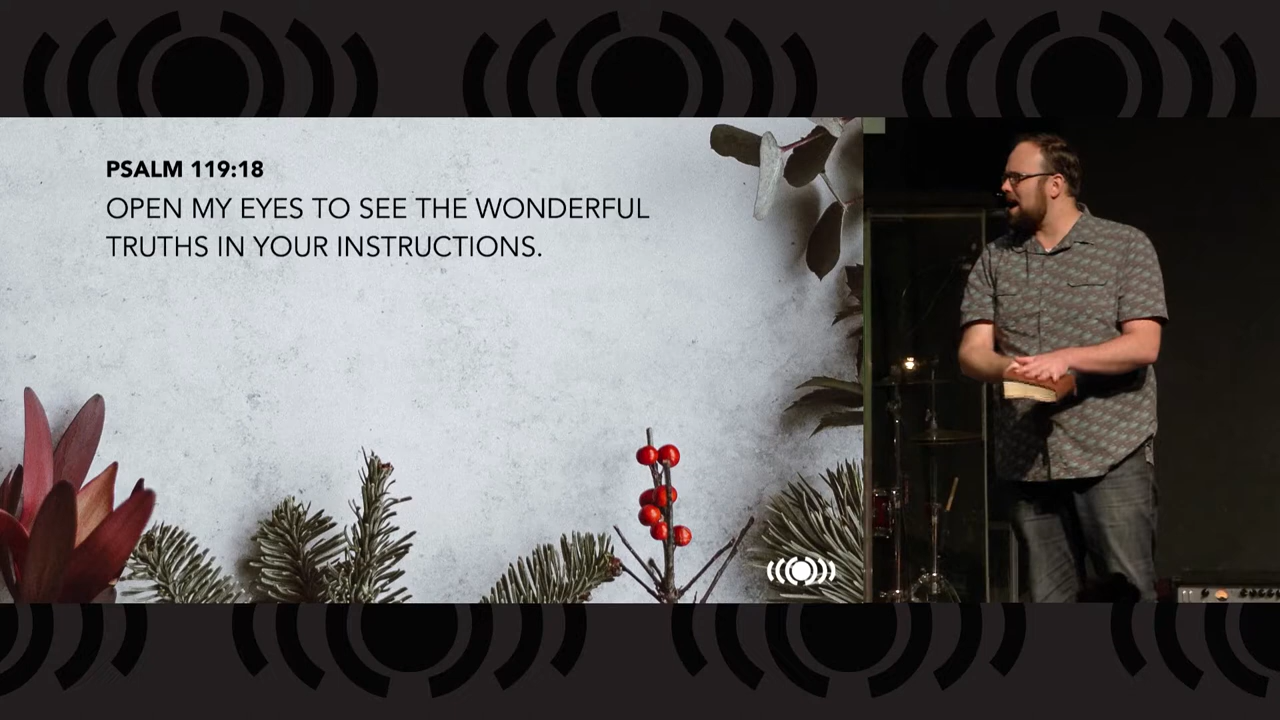 PSALM 119:18
OPEN MY EYES TO SEE THE WONDERFUL
TRUTHS IN YOUR INSTRUCTIONS.